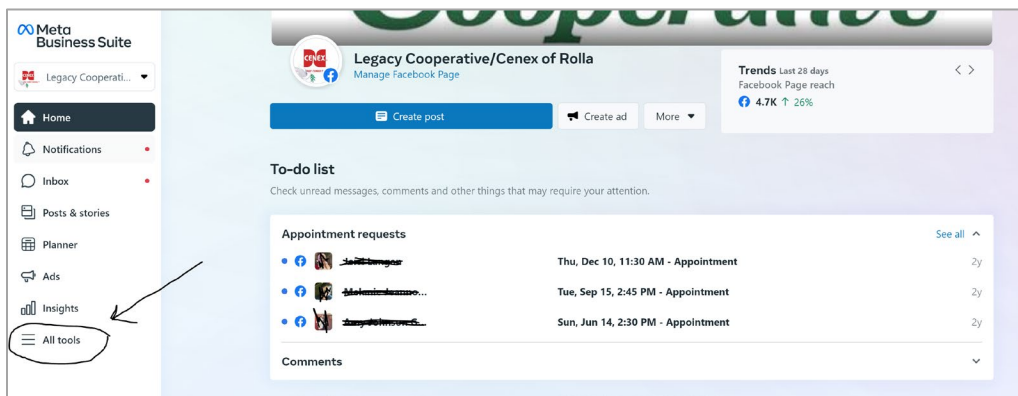 Cooperative
Meta
Business Suite
Legacy Cooperati...
Home
Notifications
Inbox
Posts & stories
Planner
Ads
Insights
All tools
CENEX
Legacy Cooperative/Cenex of Rolla
Manage Facebook Page
Create post
Create ad
More
Trends Last 28 days
Facebook Page reach
4.7K ↑ 26%
To-do list
Check unread messages, comments and other things that may require your attention.
Appointment requests
See all
Thu, Dec 10, 11:30 AM - Appointment
2y
Tue, Sep 15, 2:45 PM - Appointment
2y
Sun, Jun 14, 2:30 PM - Appointment
2y
Comments